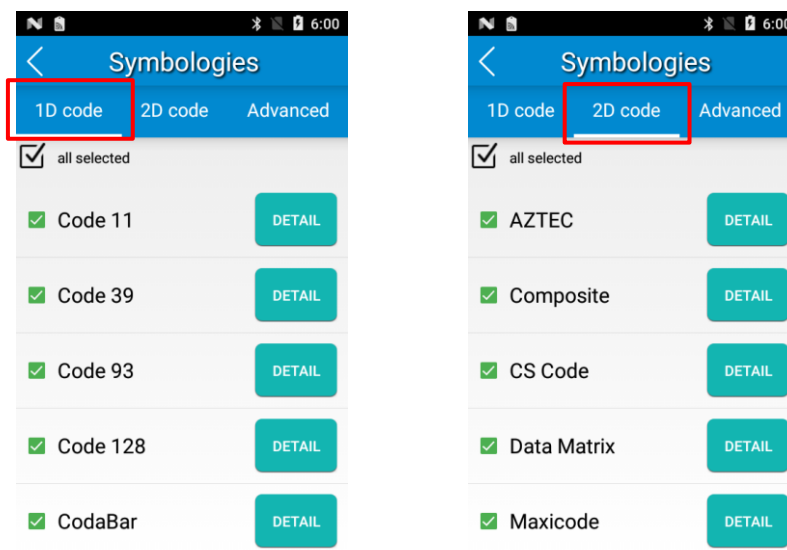 6:00
Symbologies
1D code 2D code Advanced
all selected
Code 11 DETAIL
Code 39 DETAIL
Code 93 DETAIL
Code 128 DETAIL
CodaBar DETAIL
6:00
Symbologies
1D code 2D code Advanced
all selected
AZTEC DETAIL
Composite DETAIL
CS Code DETAIL
Data Matrix DETAIL
Maxicode DETAIL